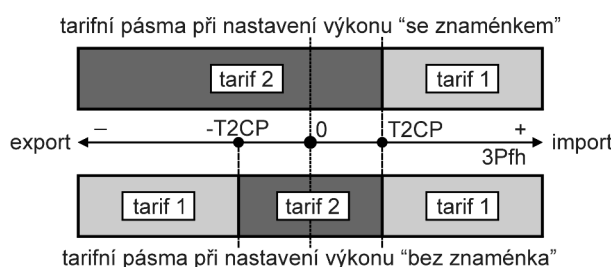 tarifní pásma při nastavení výkonu “se znaménkem”
tarif 2 tarif 1
– -T2CP 0 T2CP +
export import
3Pfh
tarif 1 tarif 2 tarif 1
tarifní pásma při nastavení výkonu “bez znaménka”